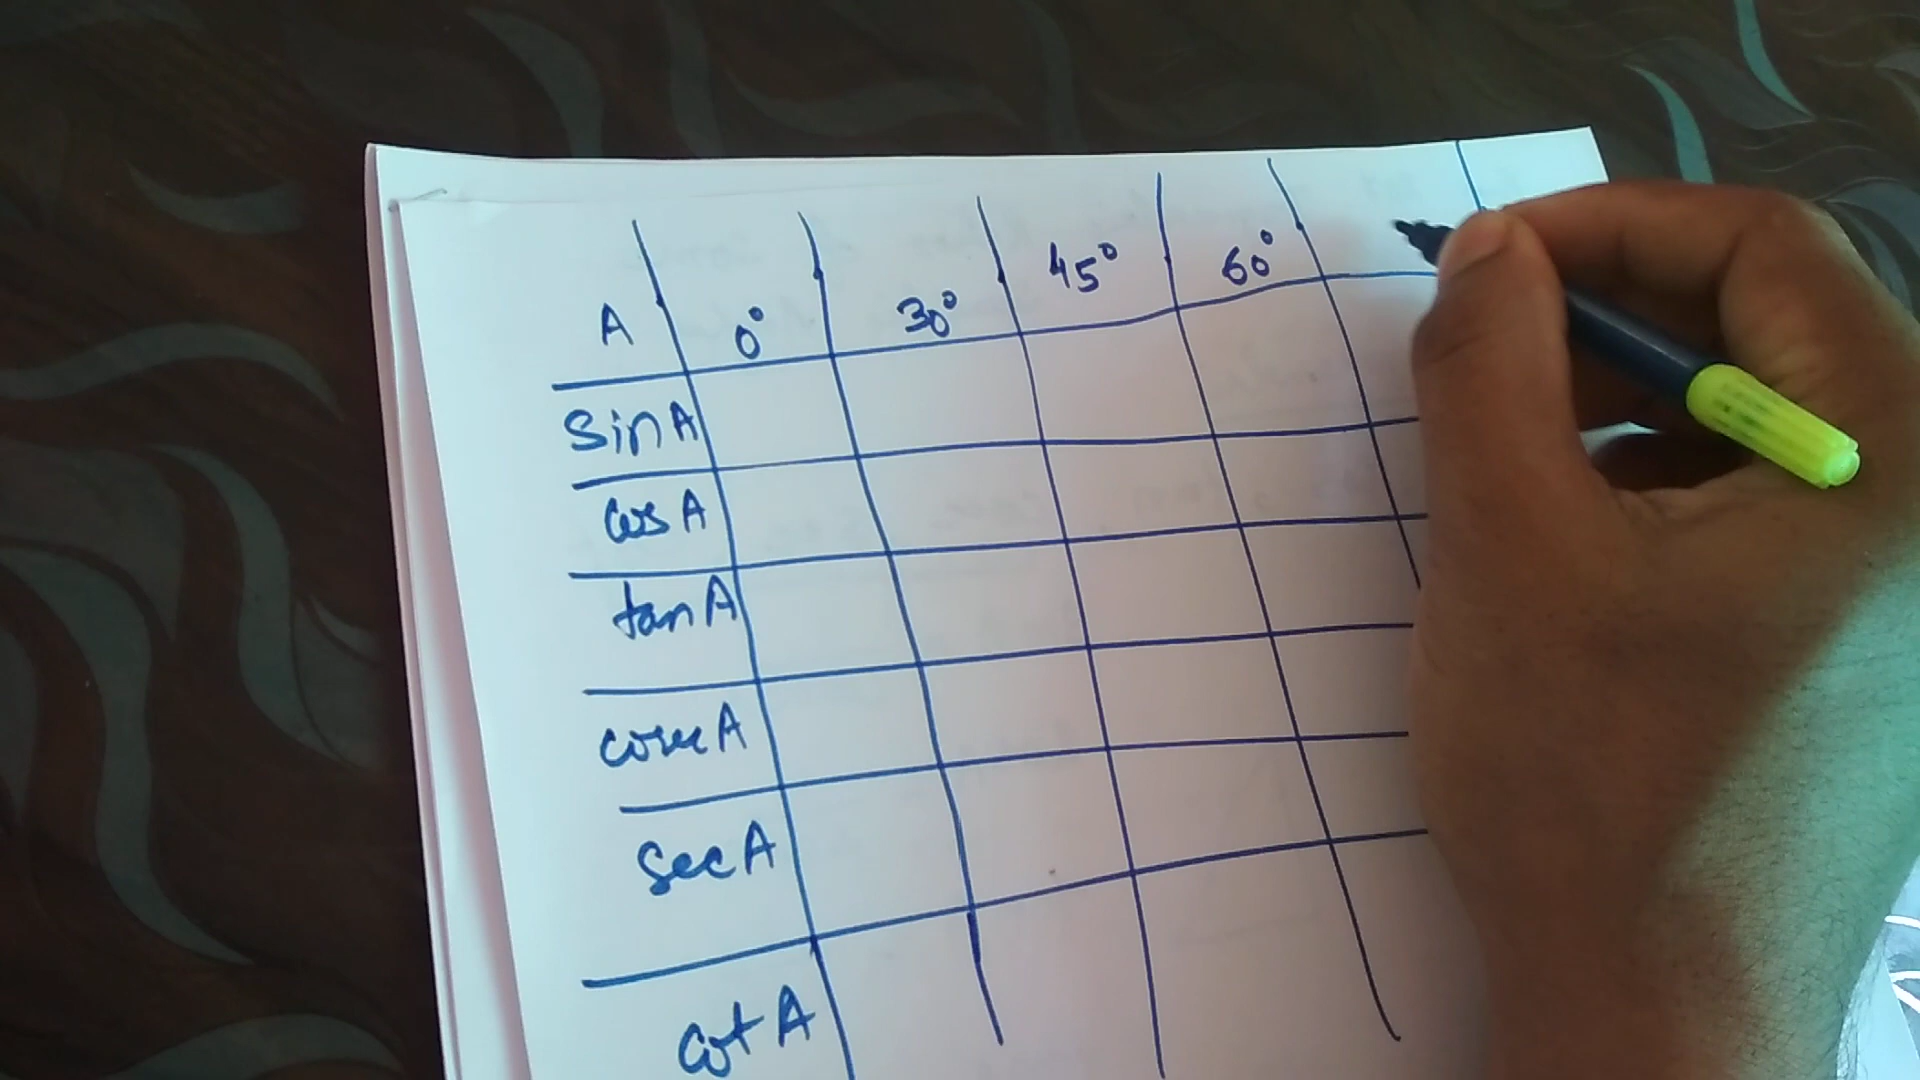 A 0° 30° 45° 60°
sin A
cos A
tan A
cosec A
sec A
cot A